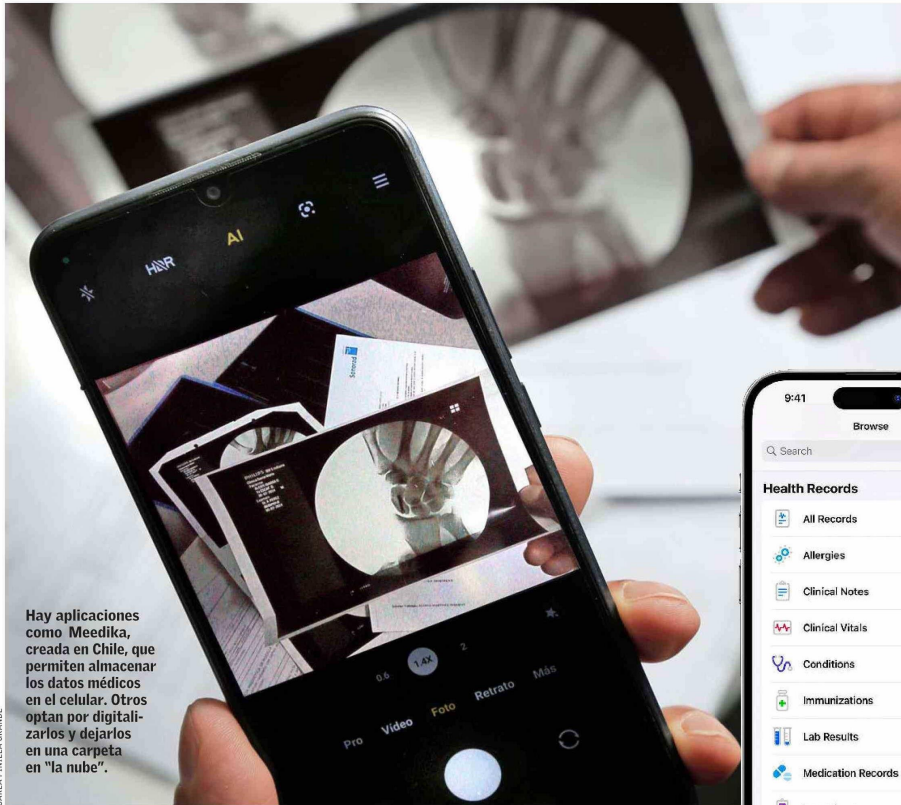 HDR
AI
Sonorad
PHILIPS
0.6
1.4X
2
Pro
Vídeo
Foto
Retrato
Más
Hay aplicaciones
como Meedika,
creada en Chile, que
permiten almacenar
los datos médicos
en el celular. Otros
optan por digitali-
zarlos y dejarlos
en una carpeta
en "la nube".
9:41
Browse
Search
Health Records
All Records
Allergies
Clinical Notes
Clinical Vitals
Conditions
Immunizations
Lab Results
Medication Records